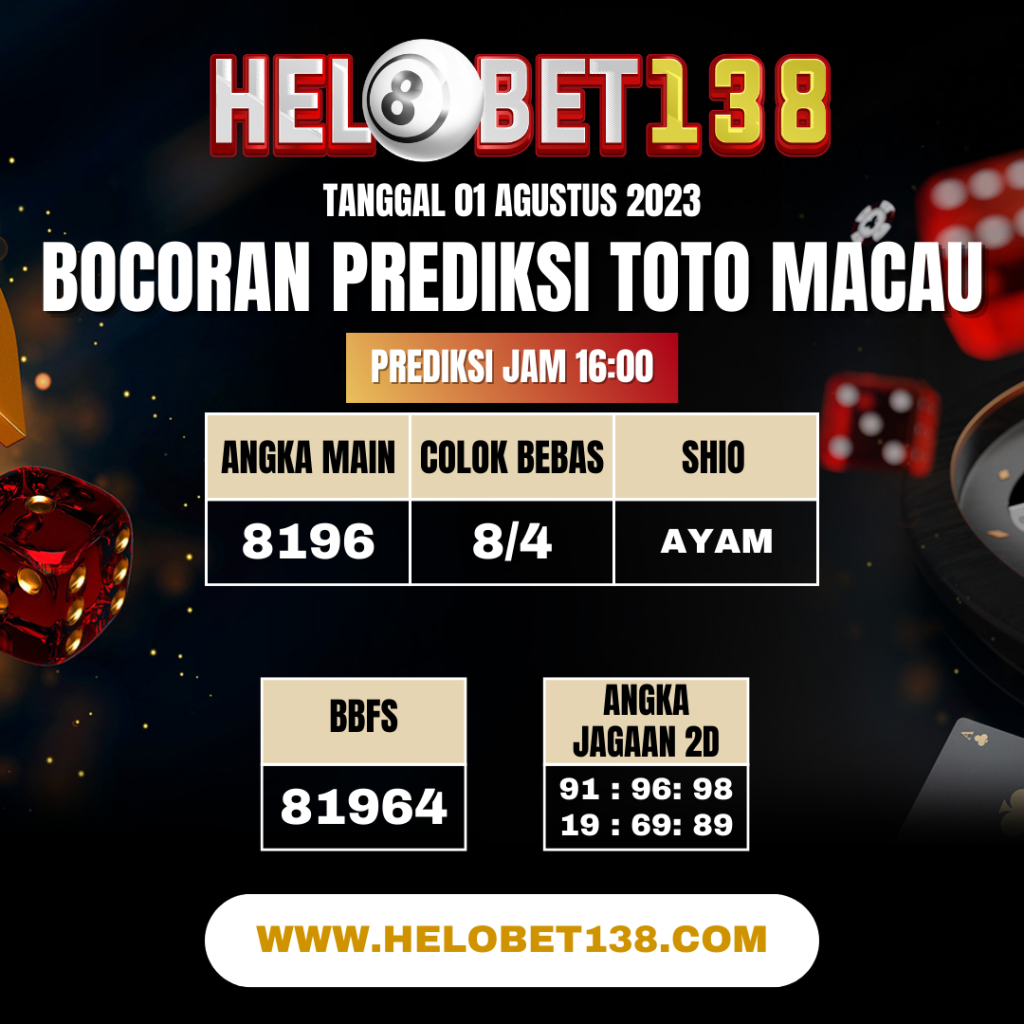 HELOBET138
TANGGAL 01 AGUSTUS 2023
BOCORAN PREDIKSI TOTO MACAU
PREDIKSI JAM 16:00
ANGKA MAIN COLOK BEBAS SHIO
8196 8/4 AYAM
BBFS
81964
ANGKA
JAGAAN 2D
91 : 96: 98
19 : 69: 89
WWW.HELOBET138.COM